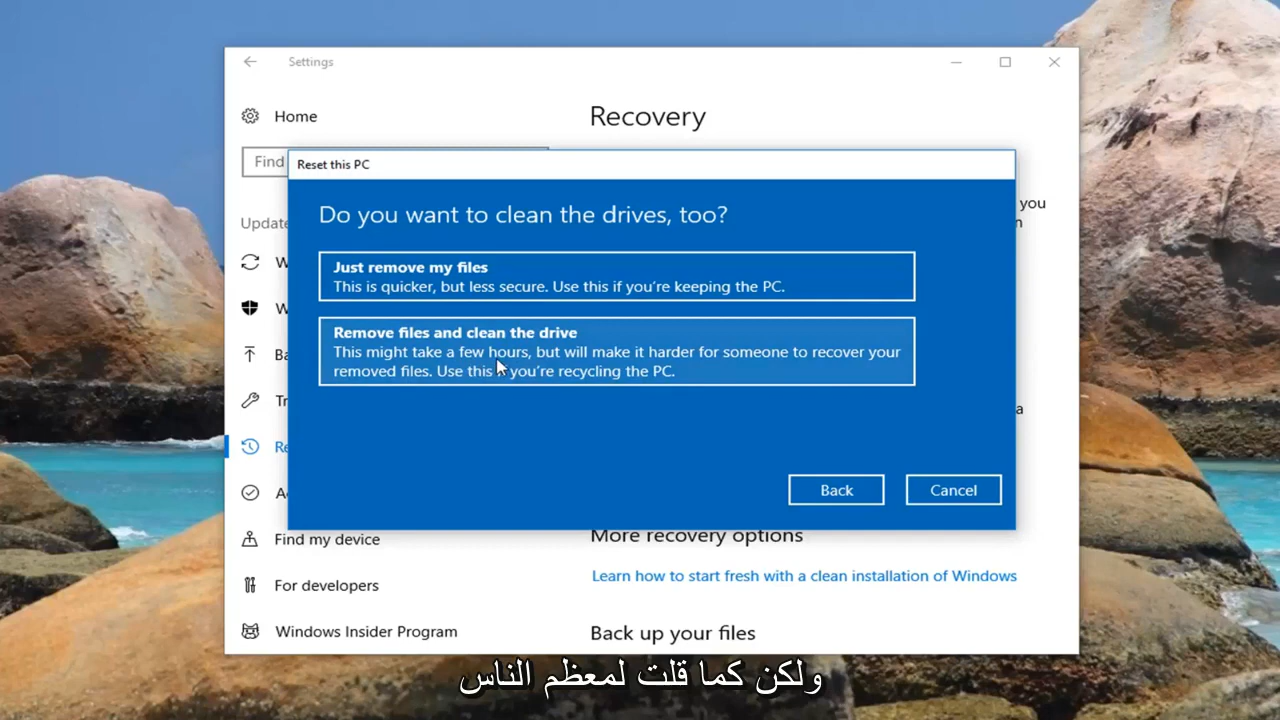 Settings
Home
Recovery
Find
Reset this PC
Update
you
n
Do you want to clean the drives, too?
Just remove my files
This is quicker, but less secure. Use this if you're keeping the PC.
W
W
Remove files and clean the drive
This might take a few hours, but will make it harder for someone to recover your
removed files. Use this if you're recycling the PC.
Ba
Tr
a
Re
A
Back
Cancel
Find my device
More recovery options
Learn how to start fresh with a clean installation of Windows
For developers
Windows Insider Program
Back up your files
ولكن كما قلت لمعظم الناس